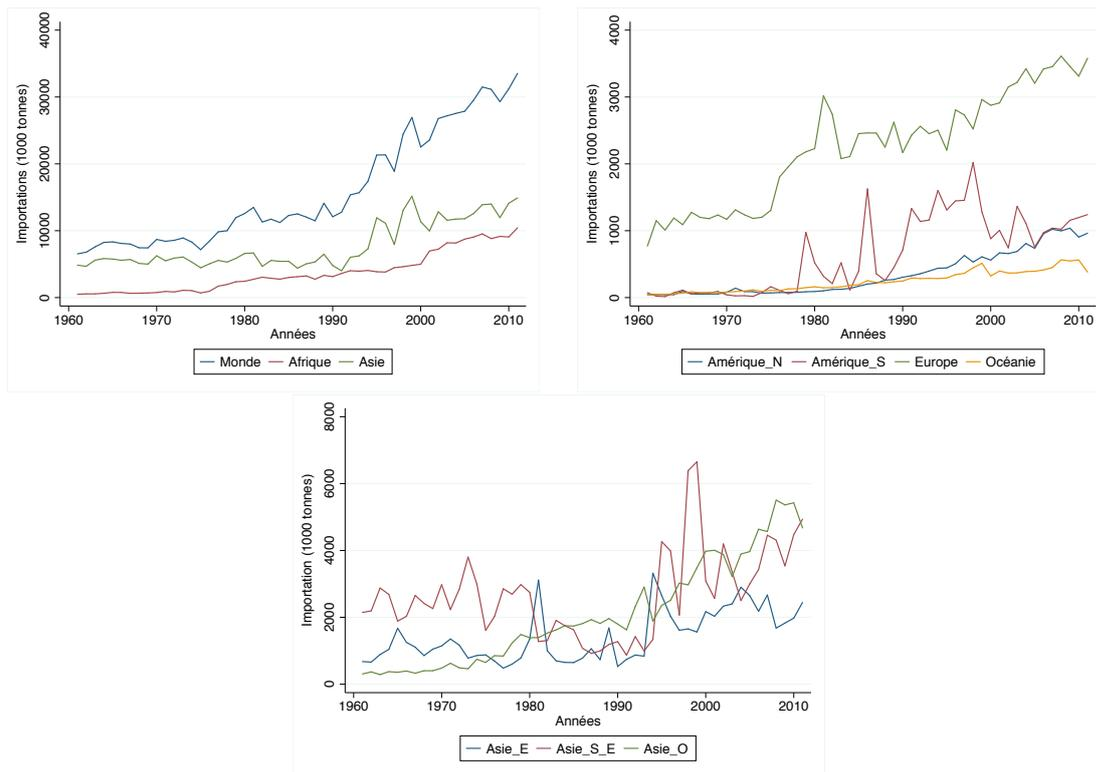 Importations (1000 tonnes)
40000
30000
20000
10000
0
1960 1970 1980 1990 2000 2010
Années
Monde Afrique Asie
Importations (1000 tonnes)
4000
3000
2000
1000
0
1960 1970 1980 1990 2000 2010
Années
Amérique_N Amérique_S Europe Océanie
Importation (1000 tonnes)
8000
6000
4000
2000
0
1960 1970 1980 1990 2000 2010
Années
Asie_E Asie_S_E Asie_O